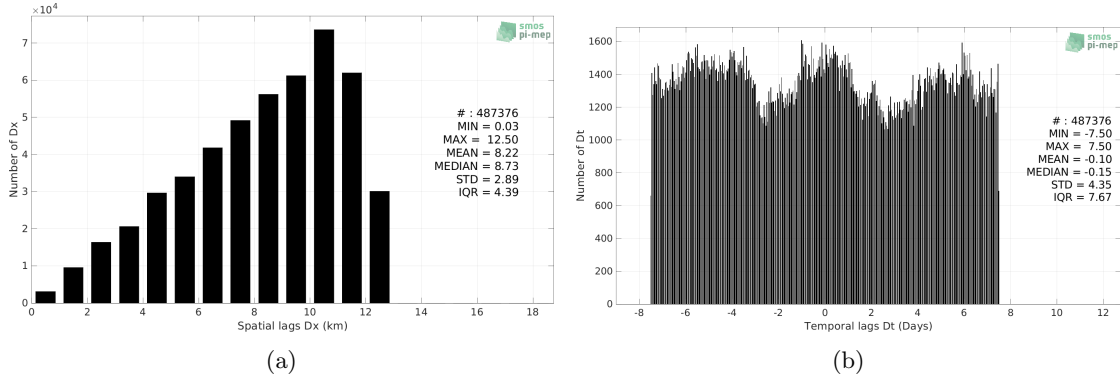 ×10⁴
7
6
5
4
3
2
1
0
Number of Dx
0 2 4 6 8 10 12 14 16 18
Spatial lags Dx (km)
smos
pi-mep
# : 487376
MIN = 0.03
MAX = 12.50
MEAN = 8.22
MEDIAN = 8.73
STD = 2.89
IQR = 4.39
(a)
1600
1400
1200
1000
800
600
400
200
0
Number of Dt
-8 -6 -4 -2 0 2 4 6 8 10 12
Temporal lags Dt (Days)
smos
pi-mep
# : 487376
MIN = -7.50
MAX = 7.50
MEAN = -0.10
MEDIAN = -0.15
STD = 4.35
IQR = 7.67
(b)